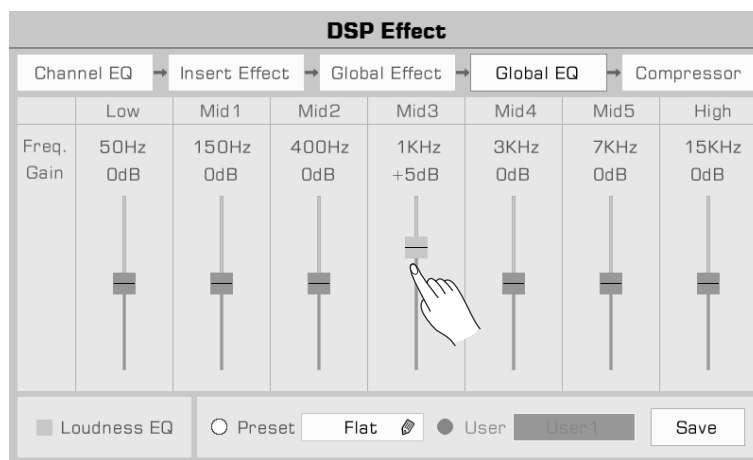 DSP Effect
Channel EQ Insert Effect Global Effect Global EQ Compressor
Low Mid1 Mid2 Mid3 Mid4 Mid5 High
Freq. 50Hz 150Hz 400Hz 1KHz 3KHz 7KHz 15KHz
Gain 0dB 0dB 0dB +5dB 0dB 0dB 0dB
Loudness EQ Preset Flat User User1 Save